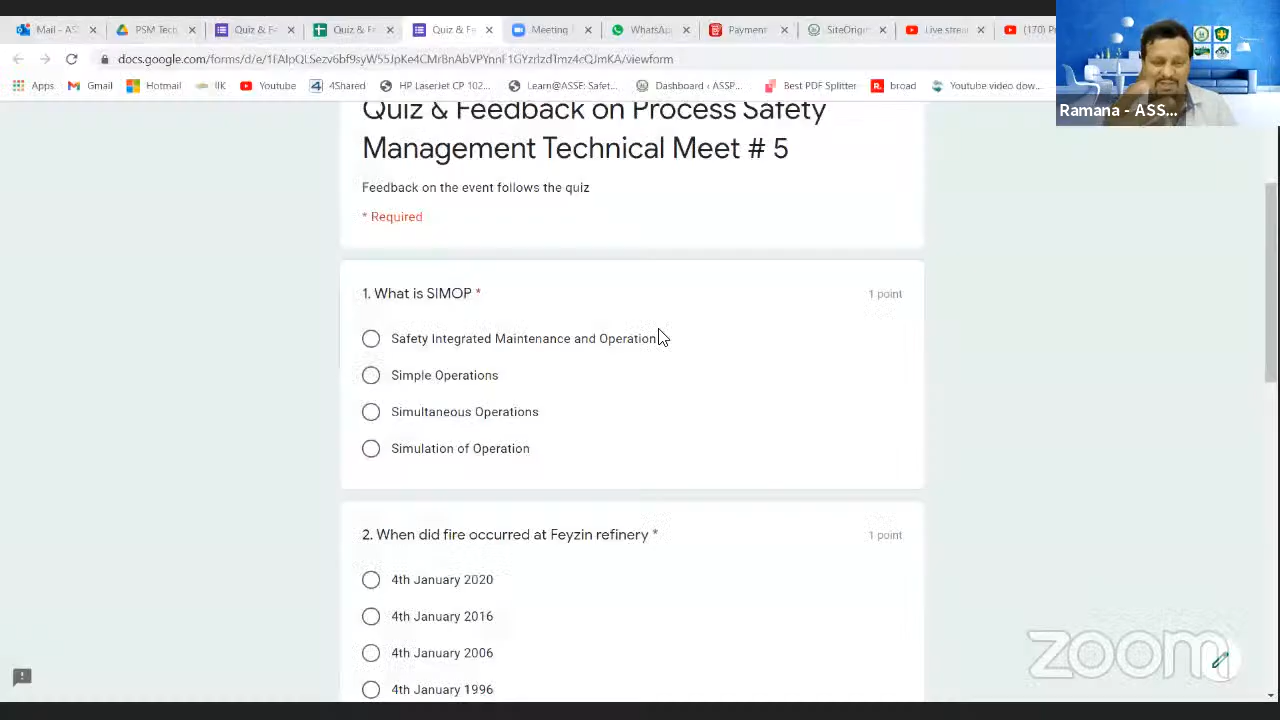 Mail - AS
PSM Tech
Quiz & F
Quiz & Fe
Quiz & Fe
Meeting
WhatsAp
Payment
SiteOrigi
Live strea
(170) P
Apps
Gmail
Hotmail
IIK
Youtube
4Shared
HP LaserJet CP 102...
Learn@ASSE: Safet...
Dashboard ‹ ASSP...
Best PDF Splitter
broad
Youtube video dow...
Ramana - ASS...
Quiz & Feedback on Process Safety
Management Technical Meet # 5
Feedback on the event follows the quiz
* Required
1. What is SIMOP *
1 point
Safety Integrated Maintenance and Operation
Simple Operations
Simultaneous Operations
Simulation of Operation
2. When did fire occurred at Feyzin refinery *
1 point
4th January 2020
4th January 2016
4th January 2006
4th January 1996
zoom